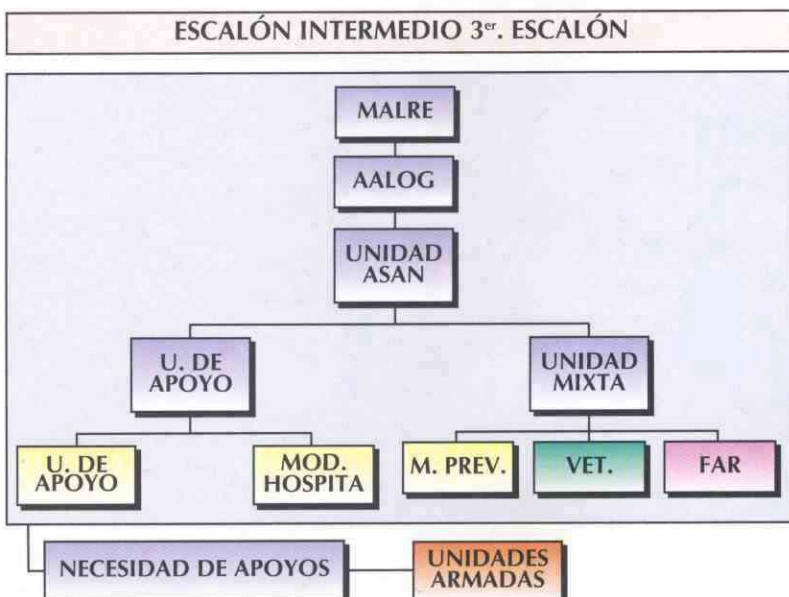 ESCALÓN INTERMEDIO 3er. ESCALÓN
MALRE
AALOG
UNIDAD
ASAN
U. DE
APOYO
UNIDAD
MIXTA
U. DE
APOYO
MOD.
HOSPITA
M. PREV.
VET.
FAR
NECESIDAD DE APOYOS
UNIDADES
ARMADAS